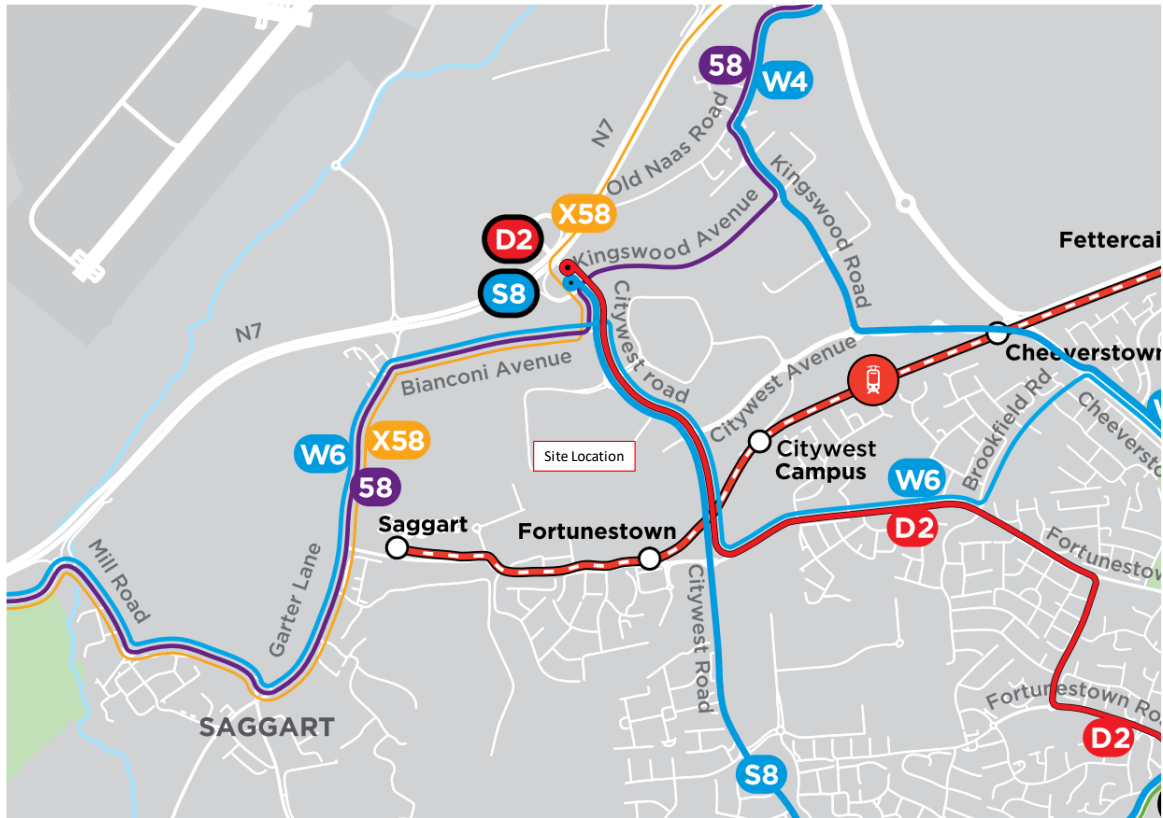 58
W4
N7
Old Naas Road
Kingswood Road
X58
D2
Kingswood Avenue
S8
Fettercai
N7
Citywest road
Cheeverstown
Bianconi Avenue
Citywest Avenue
Brookfield Rd
Cheeversto
W6
X58
Site Location
Citywest
Campus
58
W6
D2
Saggart
Fortunestown
Fortunestow
Mill Road
Garter Lane
Citywest Road
Fortunestown Roa
SAGGART
D2
S8